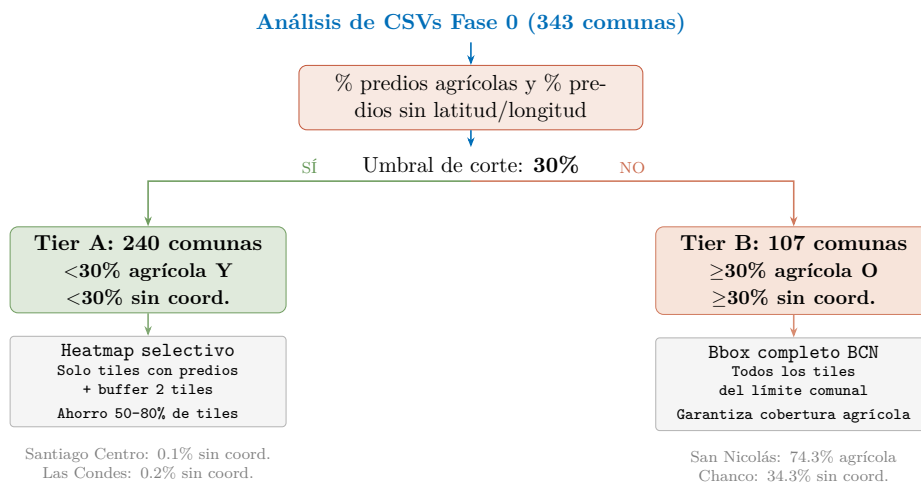 Análisis de CSVs Fase 0 (343 comunas)
% predios agrícolas y % pre-
dios sin latitud/longitud
SÍ
Umbral de corte: 30%
NO
Tier A: 240 comunas
<30% agrícola Y
<30% sin coord.
Tier B: 107 comunas
≥30% agrícola O
≥30% sin coord.
Heatmap selectivo
Solo tiles con predios
+ buffer 2 tiles
Ahorro 50-80% de tiles
Bbox completo BCN
Todos los tiles
del límite comunal
Garantiza cobertura agrícola
Santiago Centro: 0.1% sin coord.
Las Condes: 0.2% sin coord.
San Nicolás: 74.3% agrícola
Chanco: 34.3% sin coord.